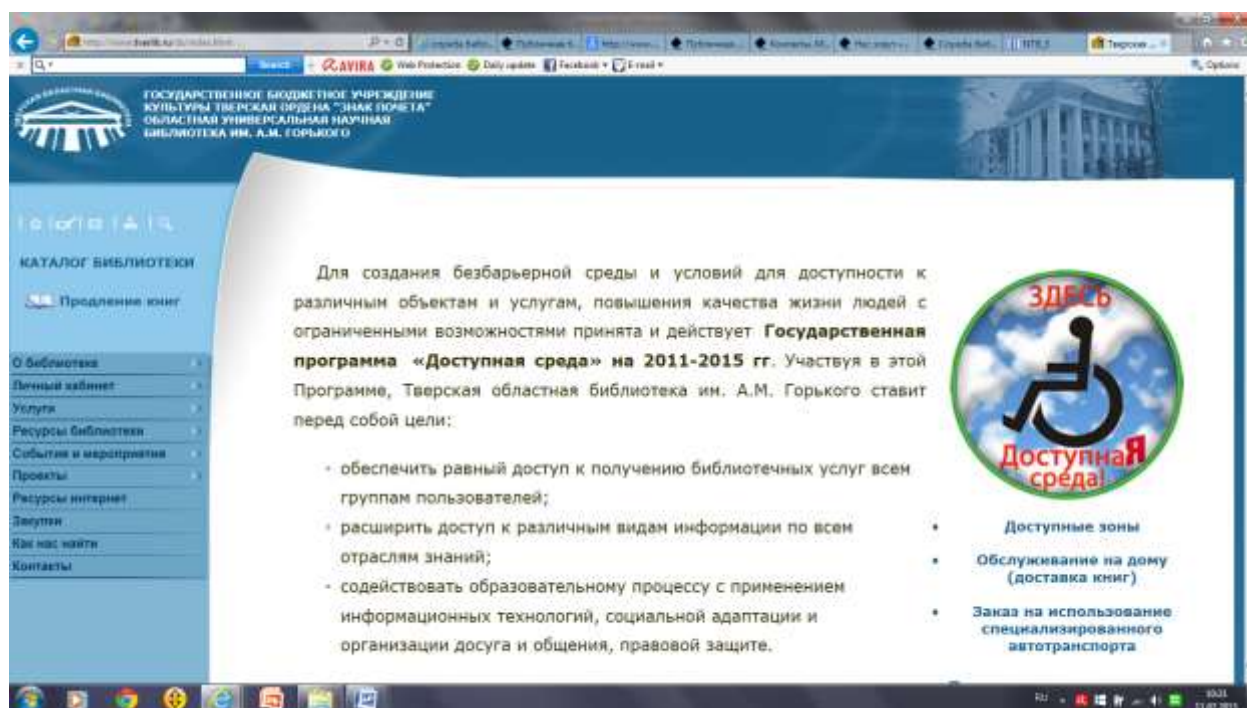 Search
AVIRA Web Protection Daily update Facebook E-mail
Options
ГОСУДАРСТВЕННОЕ БЮДЖЕТНОЕ УЧРЕЖДЕНИЕ
КУЛЬТУРЫ ТВЕРСКАЯ ОРДЕНА "ЗНАК ПОЧЕТА"
ОБЛАСТНАЯ УНИВЕРСАЛЬНАЯ НАУЧНАЯ
БИБЛИОТЕКА ИМ. А.М. ГОРЬКОГО
КАТАЛОГ БИБЛИОТЕКИ
Продление книг
О библиотеке
Личный кабинет
Услуги
Ресурсы библиотеки
События и мероприятия
Проекты
Ресурсы интернет
Закупки
Как нас найти
Контакты
Для создания безбарьерной среды и условий для доступности к
различным объектам и услугам, повышения качества жизни людей с
ограниченными возможностями принята и действует Государственная
программа «Доступная среда» на 2011-2015 гг. Участвуя в этой
Программе, Тверская областная библиотека им. А.М. Горького ставит
перед собой цели:
- обеспечить равный доступ к получению библиотечных услуг всем
группам пользователей;
- расширить доступ к различным видам информации по всем
отраслям знаний;
- содействовать образовательному процессу с применением
информационных технологий, социальной адаптации и
организации досуга и общения, правовой защите.
ЗДЕСЬ
ДоступнаЯ
среда!
• Доступные зоны
• Обслуживание на дому
(доставка книг)
• Заказ на использование
специализированного
автотранспорта
RU
10:21